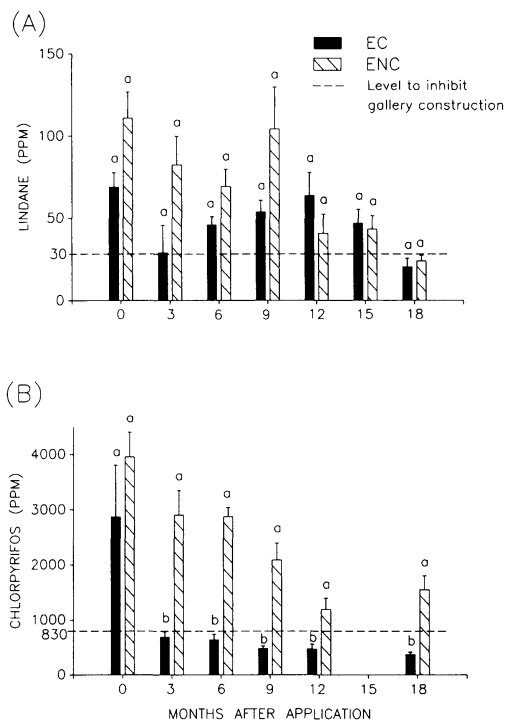 (A)
EC
ENC
Level to inhibit
gallery construction
LINDANE (PPM)
150
100
50
30
0
a a a a a a a a a a a a a a
0 3 6 9 12 15 18
(B)
CHLORPYRIFOS (PPM)
4000
3000
2000
1000
830
0
a a b a b a b a b a b a
0 3 6 9 12 15 18
MONTHS AFTER APPLICATION